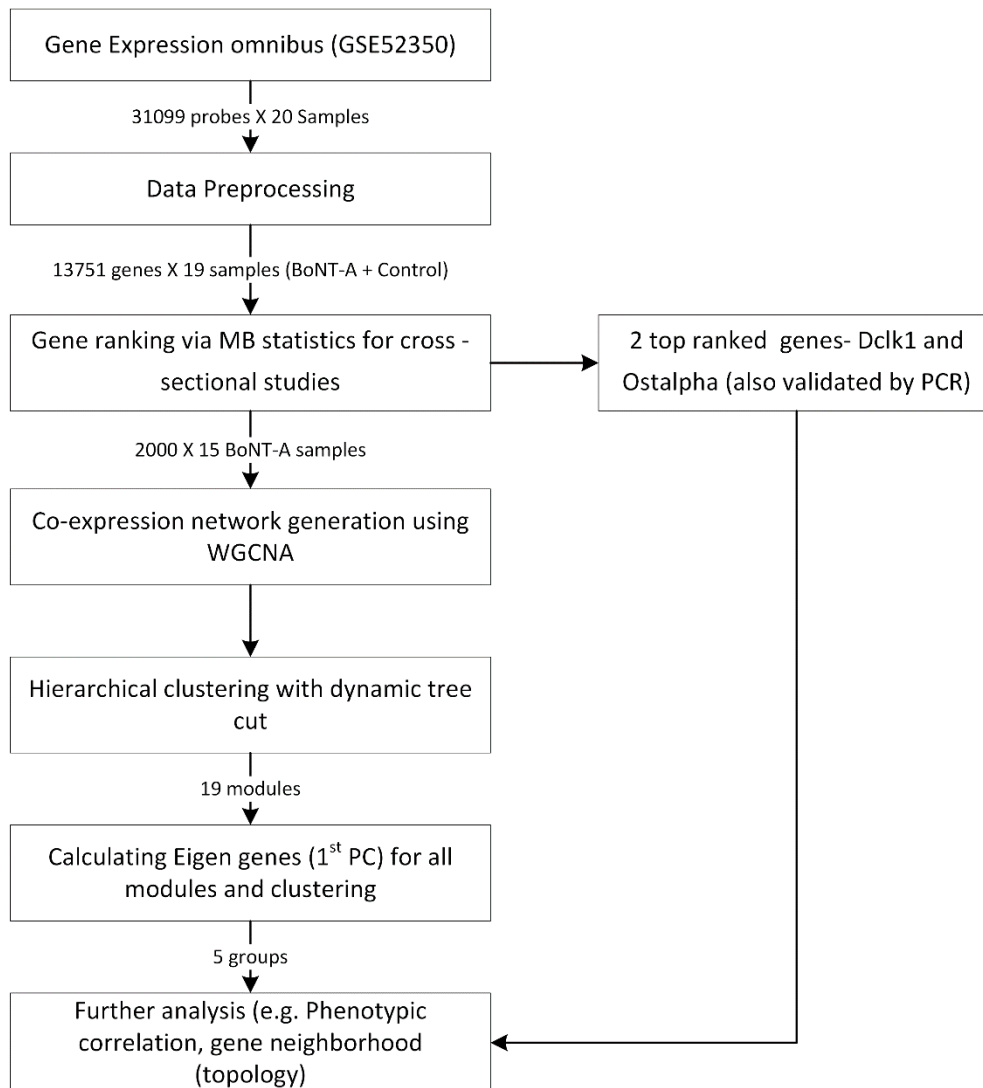 Gene Expression omnibus (GSE52350)
31099 probes X 20 Samples
Data Preprocessing
13751 genes X 19 samples (BoNT-A + Control)
Gene ranking via MB statistics for cross -
sectional studies
2 top ranked genes- Dclk1 and
Ostalpha (also validated by PCR)
2000 X 15 BoNT-A samples
Co-expression network generation using
WGCNA
Hierarchical clustering with dynamic tree
cut
19 modules
Calculating Eigen genes (1st PC) for all
modules and clustering
5 groups
Further analysis (e.g. Phenotypic
correlation, gene neighborhood
(topology)